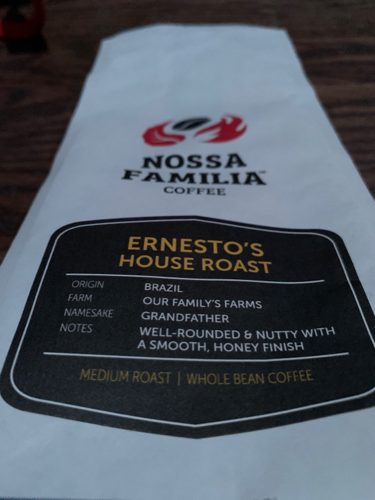 NOSSA
FAMILIA
COFFEE
ERNESTO'S
HOUSE ROAST
ORIGIN BRAZIL
FARM OUR FAMILY'S FARMS
NAMESAKE GRANDFATHER
NOTES WELL-ROUNDED & NUTTY WITH
A SMOOTH, HONEY FINISH
MEDIUM ROAST | WHOLE BEAN COFFEE